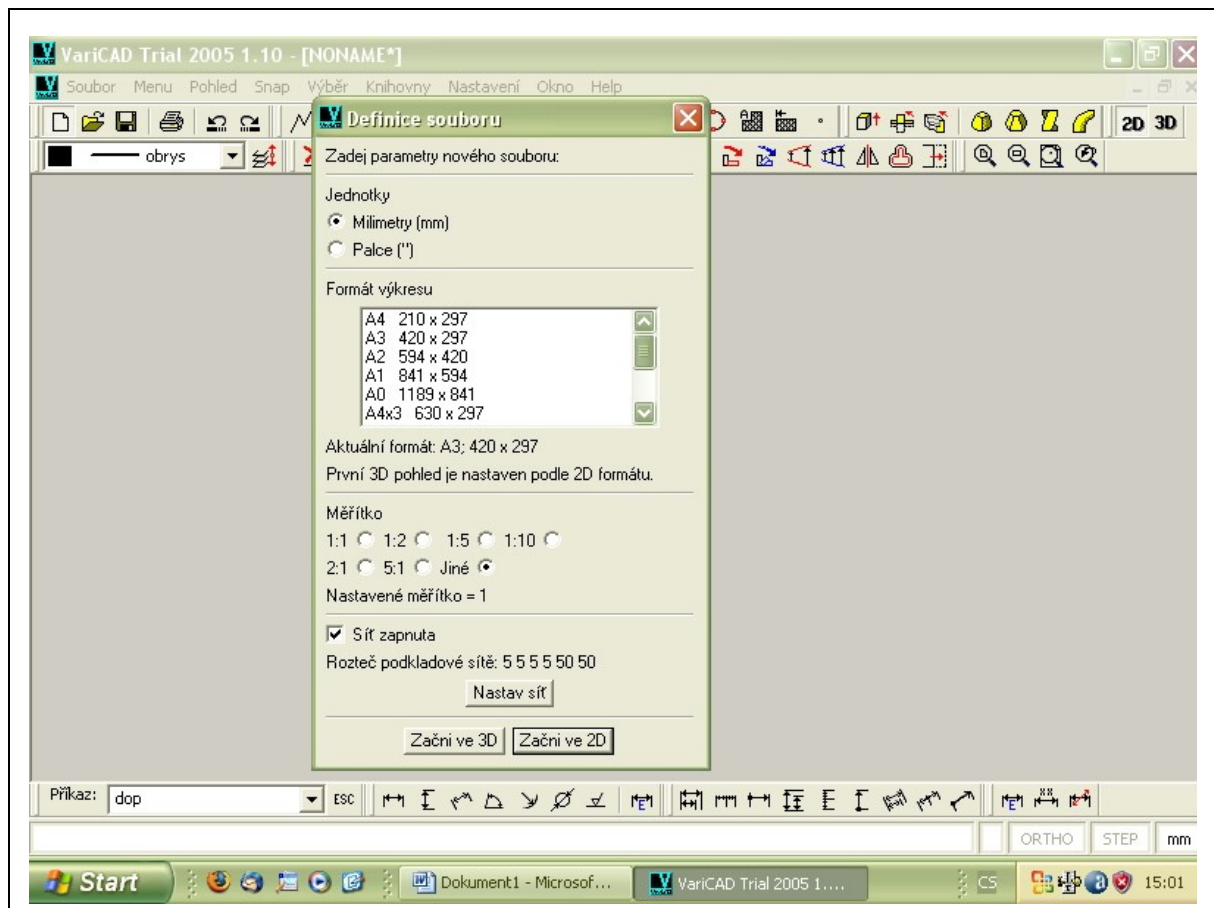 VariCAD Trial 2005 1.10 - [NONAME*]
Soubor Menu Pohled Snap Výběr Knihovny Nastavení Okno Help
Definice souboru
2D 3D
obrys
Zadej parametry nového souboru:
Jednotky
Milimetry (mm)
Palce ('')
Formát výkresu
A4 210 x 297
A3 420 x 297
A2 594 x 420
A1 841 x 594
A0 1189 x 841
A4x3 630 x 297
Aktuální formát: A3; 420 x 297
První 3D pohled je nastaven podle 2D formátu.
Měřítko
1:1 1:2 1:5 1:10
2:1 5:1 Jiné
Nastavené měřítko = 1
Síť zapnuta
Rozteč podkladové sítě: 5 5 5 5 50 50
Nastav síť
Začni ve 3D Začni ve 2D
Příkaz: dop ESC
ORTHO STEP mm
Start Dokument1 - Microsof... VariCAD Trial 2005 1.... CS 15:01